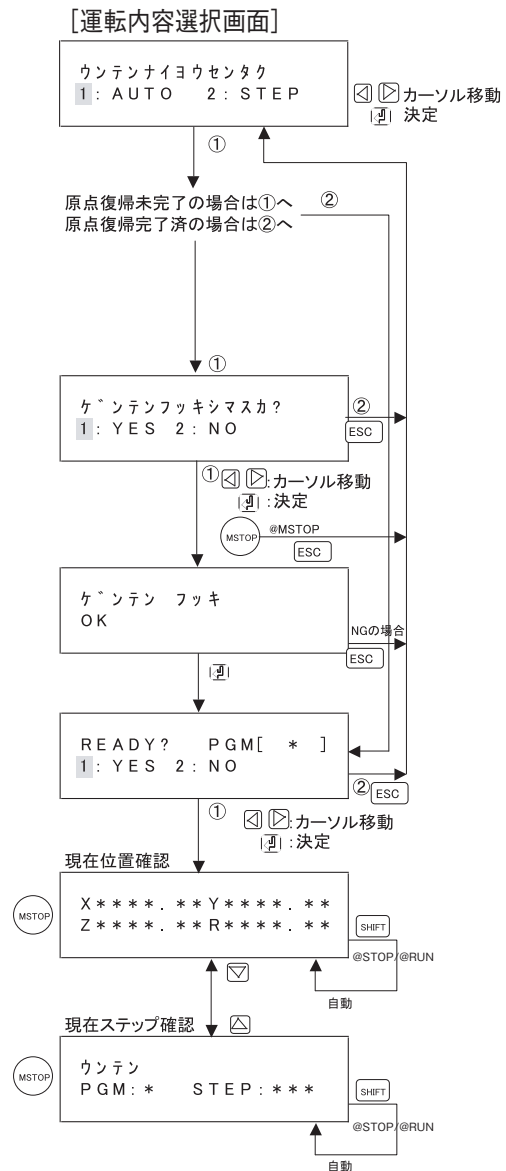 [運転内容選択画面]
ウンテンナイヨウセンタク
1: AUTO 2: STEP
カーソル移動
決定
①
原点復帰未完了の場合は①へ
原点復帰完了済の場合は②へ
②
①
ゲンテンフッキシマスカ?
1: YES 2: NO
②
ESC
①
:カーソル移動
:決定
MSTOP
@MSTOP
ESC
ゲンテン フッキ
OK
NGの場合
ESC
READY? PGM[ * ]
1: YES 2: NO
②
ESC
①
:カーソル移動
:決定
現在位置確認
MSTOP
X****.**Y****.**
Z****.**R****.**
SHIFT
@STOP/@RUN
自動
現在ステップ確認
MSTOP
ウンテン
PGM:* STEP:***
SHIFT
@STOP/@RUN
自動